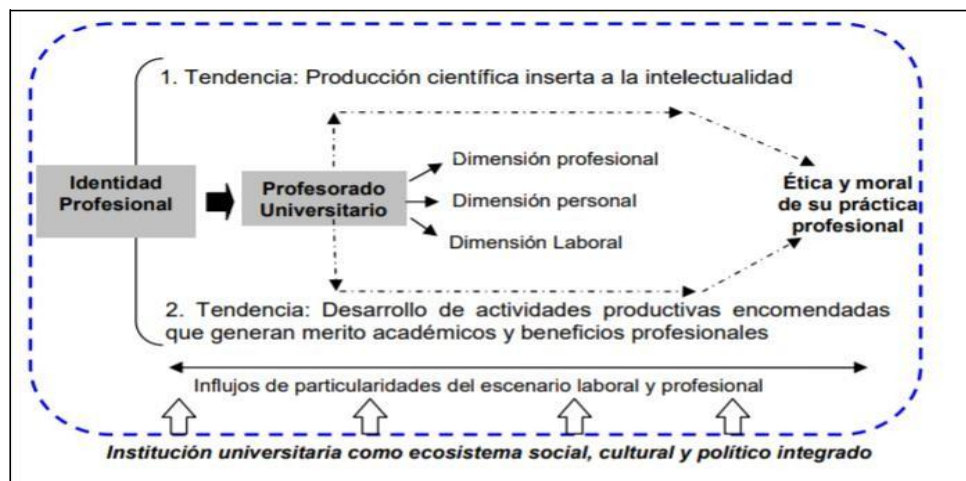 1. Tendencia: Producción científica inserta a la intelectualidad
Identidad
Profesional
Profesorado
Universitario
Dimensión profesional
Dimensión personal
Dimensión Laboral
Ética y moral
de su práctica
profesional
2. Tendencia: Desarrollo de actividades productivas encomendadas
que generan merito académicos y beneficios profesionales
Influjos de particularidades del escenario laboral y profesional
Institución universitaria como ecosistema social, cultural y político integrado